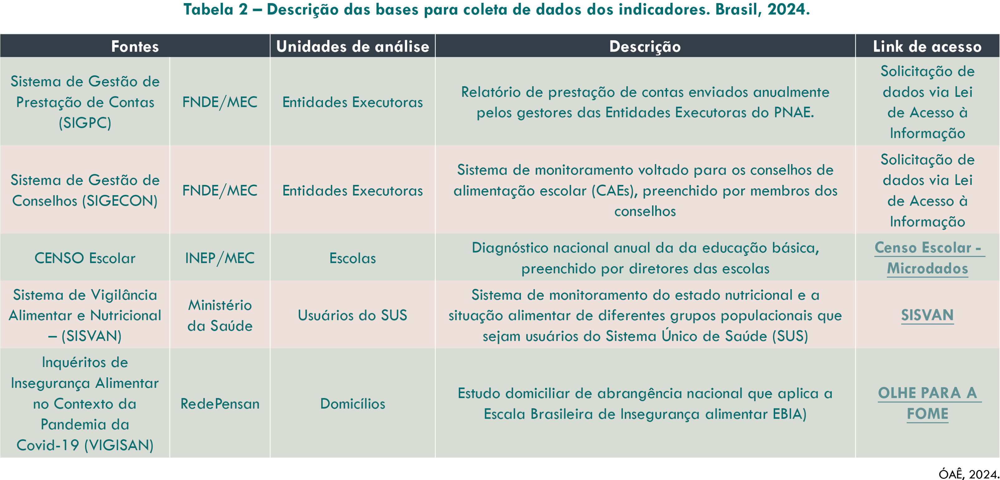 Tabela 2 – Descrição das bases para coleta de dados dos indicadores. Brasil, 2024.
Fontes
Unidades de análise
Descrição
Link de acesso
Sistema de Gestão de
Prestação de Contas
(SIGPC)
FNDE/MEC
Entidades Executoras
Relatório de prestação de contas enviados anualmente
pelos gestores das Entidades Executoras do PNAE.
Solicitação de
dados via Lei
de Acesso à
Informação
Sistema de Gestão de
Conselhos (SIGECON)
FNDE/MEC
Entidades Executoras
Sistema de monitoramento voltado para os conselhos de
alimentação escolar (CAEs), preenchido por membros dos
conselhos
Solicitação de
dados via Lei
de Acesso à
Informação
CENSO Escolar
INEP/MEC
Escolas
Diagnóstico nacional anual da da educação básica,
preenchido por diretores das escolas
Censo Escolar -
Microdados
Sistema de Vigilância
Alimentar e Nutricional
– (SISVAN)
Ministério
da Saúde
Usuários do SUS
Sistema de monitoramento do estado nutricional e a
situação alimentar de diferentes grupos populacionais que
sejam usuários do Sistema Único de Saúde (SUS)
SISVAN
Inquéritos de
Insegurança Alimentar
no Contexto da
Pandemia da
Covid-19 (VIGISAN)
RedePensan
Domicílios
Estudo domiciliar de abrangência nacional que aplica a
Escala Brasileira de Insegurança alimentar EBIA)
OLHE PARA A
FOME
ÓAÊ, 2024.